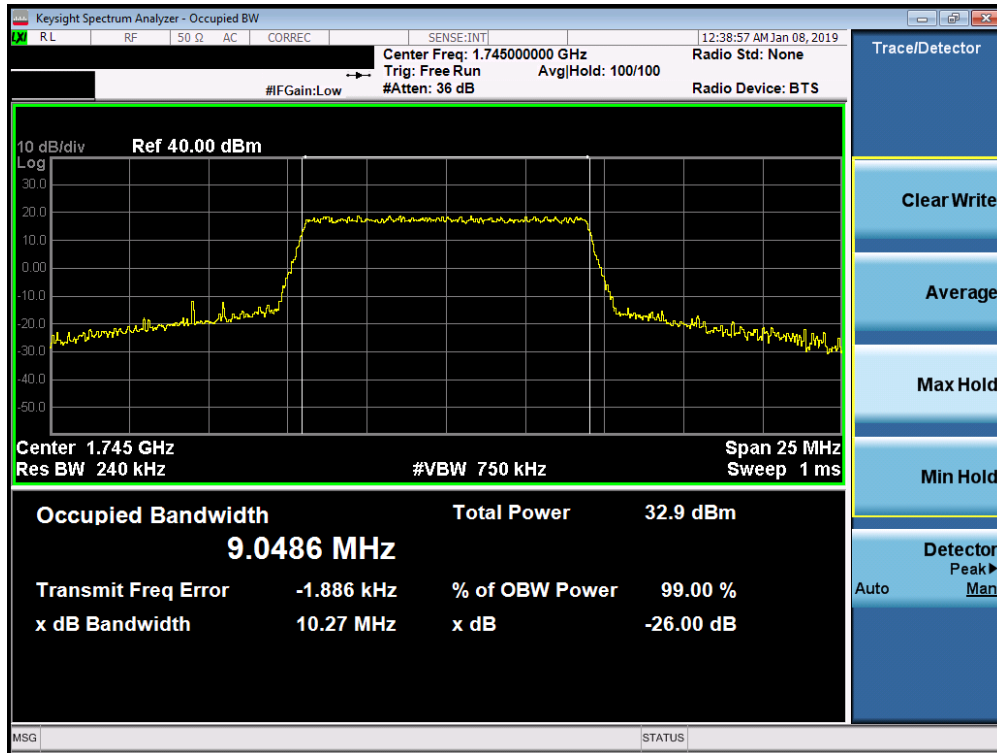 Keysight Spectrum Analyzer - Occupied BW
LXI RL RF 50 Ω AC CORREC SENSE:INT 12:38:57 AM Jan 08, 2019
Center Freq: 1.745000000 GHz Radio Std: None
Trig: Free Run Avg|Hold: 100/100
#IFGain:Low #Atten: 36 dB Radio Device: BTS
Trace/Detector
10 dB/div Ref 40.00 dBm
Log
30.0
20.0
10.0
0.00
-10.0
-20.0
-30.0
-40.0
-50.0
Center 1.745 GHz Span 25 MHz
Res BW 240 kHz #VBW 750 kHz Sweep 1 ms
Occupied Bandwidth Total Power 32.9 dBm
9.0486 MHz
Transmit Freq Error -1.886 kHz % of OBW Power 99.00 %
x dB Bandwidth 10.27 MHz x dB -26.00 dB
Clear Write
Average
Max Hold
Min Hold
Detector
Peak▶
Auto Man
MSG STATUS